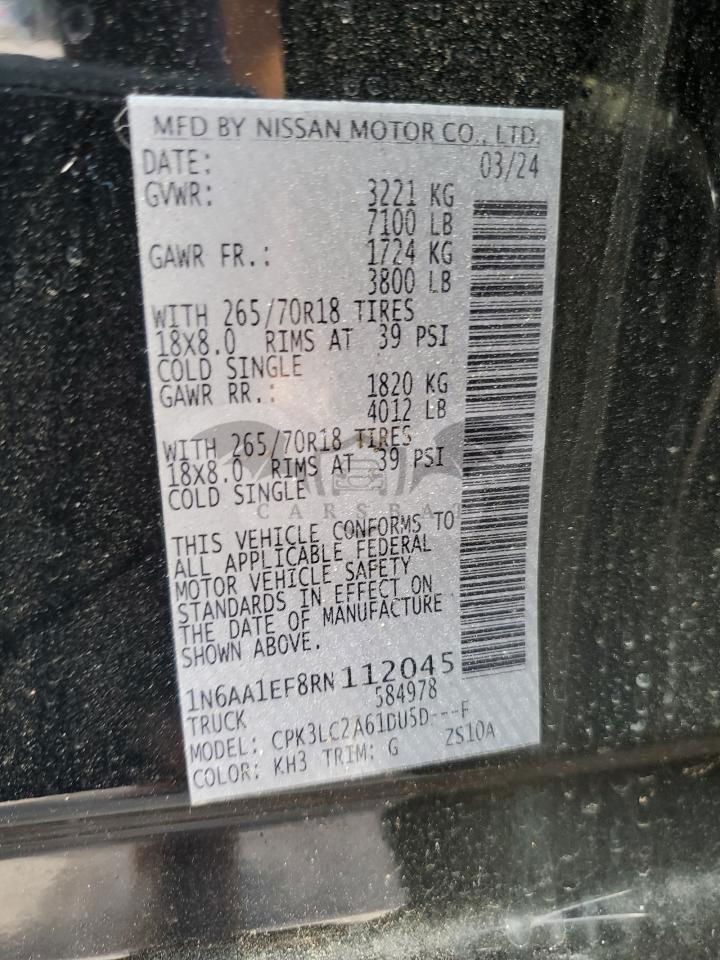 MFD BY NISSAN MOTOR CO., LTD.
DATE: 03/24
GVWR: 3221 KG
7100 LB
GAWR FR.: 1724 KG
3800 LB
WITH 265/70R18 TIRES
18X8.0 RIMS AT 39 PSI
COLD SINGLE
GAWR RR.: 1820 KG
4012 LB
WITH 265/70R18 TIRES
18X8.0 RIMS AT 39 PSI
COLD SINGLE
CARSBAT
THIS VEHICLE CONFORMS TO
ALL APPLICABLE FEDERAL
MOTOR VEHICLE SAFETY
STANDARDS IN EFFECT ON
THE DATE OF MANUFACTURE
SHOWN ABOVE.
1N6AA1EF8RN112045
584978
TRUCK
MODEL: CPK3LC2A61DU5D---F
COLOR: KH3 TRIM: G ZS10A